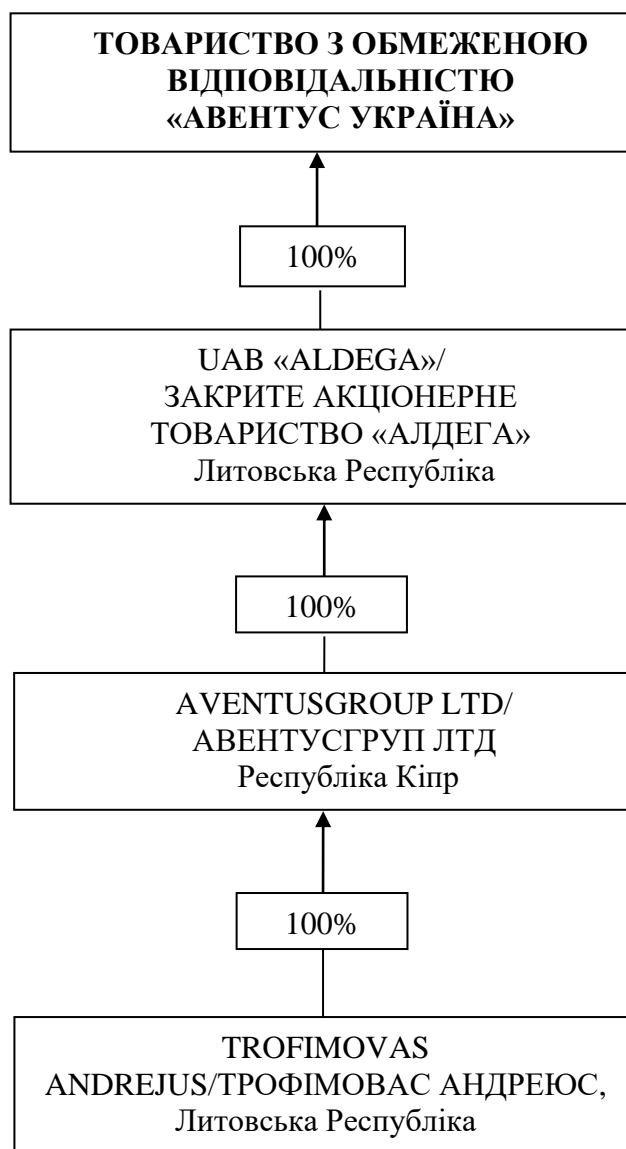 ТОВАРИСТВО З ОБМЕЖЕНОЮ
ВІДПОВІДАЛЬНІСТЮ
«АВЕНТУС УКРАЇНА»
100%
UAB «ALDEGA»/
ЗАКРИТЕ АКЦІОНЕРНЕ
ТОВАРИСТВО «АЛДЕГА»
Литовська Республіка
100%
AVENTUSGROUP LTD/
АВЕНТУСГРУП ЛТД
Республіка Кіпр
100%
TROFIMOVAS
ANDREJUS/ТРОФІМОВАС АНДРЕЮС,
Литовська Республіка